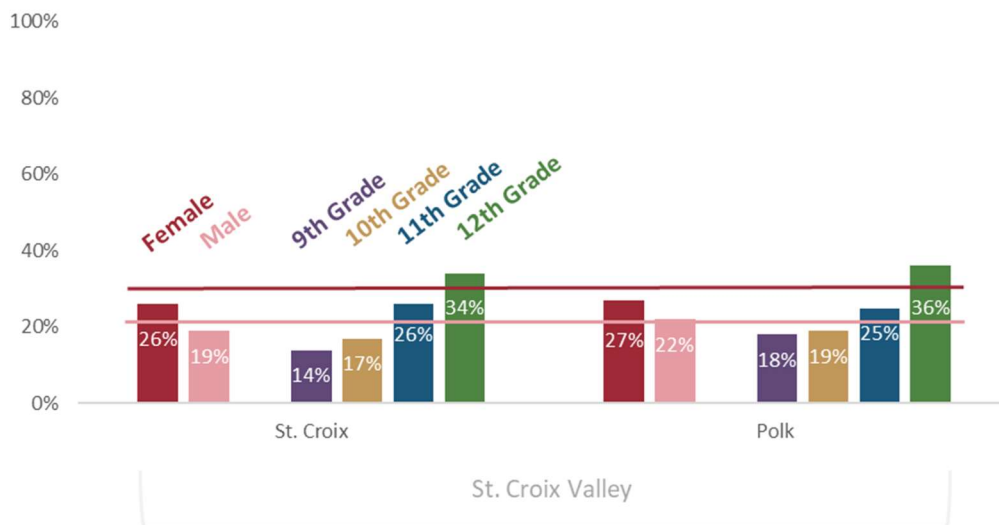 100%
80%
60%
40%
20%
0%
Female
Male
9th Grade
10th Grade
11th Grade
12th Grade
26%
19%
14%
17%
26%
34%
27%
22%
18%
19%
25%
36%
St. Croix
Polk
St. Croix Valley